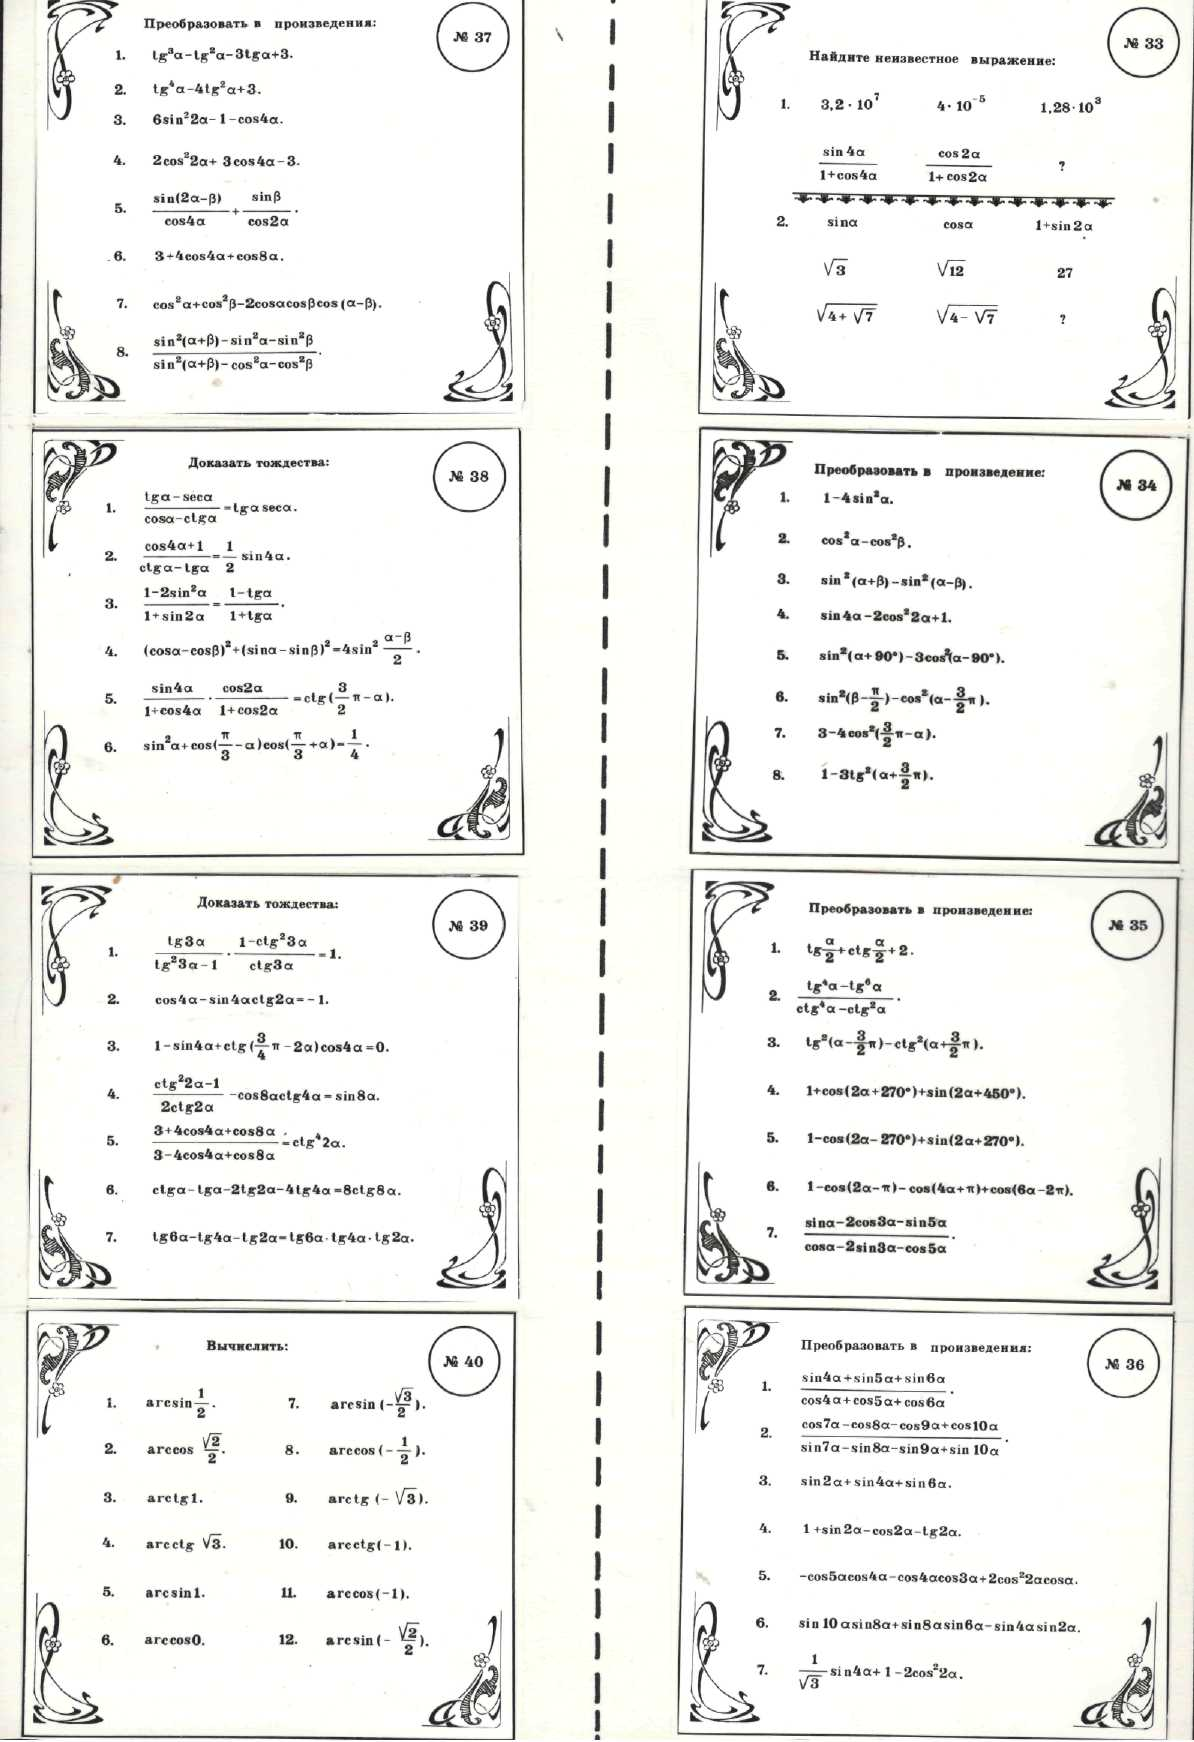 Преобразовать в произведения:
№ 37
1. tg³α-tg²α-3tgα+3.
2. tg⁴α-4tg²α+3.
3. 6sin²2α-1-cos4α.
4. 2cos²2α+ 3cos4α-3.
5. sin(2α-β)/cos4α + sinβ/cos2α.
6. 3+4cos4α+cos8α.
7. cos²α+cos²β-2cosαcosβcos(α-β).
8. (sin²(α+β)-sin²α-sin²β)/(sin²(α+β)-cos²α-cos²β).
Доказать тождества:
№ 38
1. (tgα-secα)/(cosα-ctgα)=tgαsecα.
2. (cos4α+1)/(ctgα-tgα)=1/2 sin4α.
3. (1-2sin²α)/(1+sin2α)=(1-tgα)/(1+tgα).
4. (cosα-cosβ)²+(sinα-sinβ)²=4sin² (α-β)/2.
5. sin4α/(1+cos4α) · cos2α/(1+cos2α) =ctg(3/2 π-α).
6. sin²α+cos(π/3-α)cos(π/3+α)=1/4.
Доказать тождества:
№ 39
1. tg3α/(tg²3α-1) · (1-ctg²3α)/ctg3α =1.
2. cos4α-sin4αctg2α=-1.
3. 1-sin4α+ctg(3/4 π-2α)cos4α=0.
4. (ctg²2α-1)/(2ctg2α) -cos8αctg4α=sin8α.
5. (3+4cos4α+cos8α)/(3-4cos4α+cos8α)=ctg⁴2α.
6. ctgα-tgα-2tg2α-4tg4α=8ctg8α.
7. tg6α-tg4α-tg2α=tg6α·tg4α·tg2α.
Вычислить:
№ 40
1. arcsin 1/2.
2. arccos √2/2.
3. arctg1.
4. arcctg √3.
5. arcsin1.
6. arccos0.
7. arcsin (-√3/2).
8. arccos (-1/2).
9. arctg (- √3).
10. arcctg(-1).
11. arccos(-1).
12. arcsin(- √2/2).
№ 33
Найдите неизвестное выражение:
1. 3,2 · 10⁷ 4 · 10⁻⁵ 1,28·10³
sin4α/(1+cos4α) cos2α/(1+cos2α) ?
2. sinα cosα 1+sin2α
√3 √12 27
√(4+ √7) √(4- √7) ?
Преобразовать в произведение:
№ 34
1. 1-4sin²α.
2. cos²α-cos²β.
3. sin²(α+β)-sin²(α-β).
4. sin4α-2cos²2α+1.
5. sin²(α+90°)-3cos²(α-90°).
6. sin²(β-π/2)-cos²(α-3/2 π).
7. 3-4cos²(3/2 π-α).
8. 1-3tg²(α+3/2 π).
Преобразовать в произведение:
№ 35
1. tg α/2+ctg α/2+2.
2. (tg⁴α-tg⁶α)/(ctg⁴α-ctg²α).
3. tg²(α-3/2 π)-ctg²(α+3/2 π).
4. 1+cos(2α+270°)+sin(2α+450°).
5. 1-cos(2α-270°)+sin(2α+270°).
6. 1-cos(2α-π)-cos(4α+π)+cos(6α-2π).
7. (sinα-2cos3α-sin5α)/(cosα-2sin3α-cos5α).
Преобразовать в произведения:
№ 36
1. (sin4α+sin5α+sin6α)/(cos4α+cos5α+cos6α).
2. (cos7α-cos8α-cos9α+cos10α)/(sin7α-sin8α-sin9α+sin 10α).
3. sin2α+sin4α+sin6α.
4. 1+sin2α-cos2α-tg2α.
5. -cos5αcos4α-cos4αcos3α+2cos²2αcosα.
6. sin10αsin8α+sin8αsin6α-sin4αsin2α.
7. 1/√3 sin4α+1-2cos²2α.